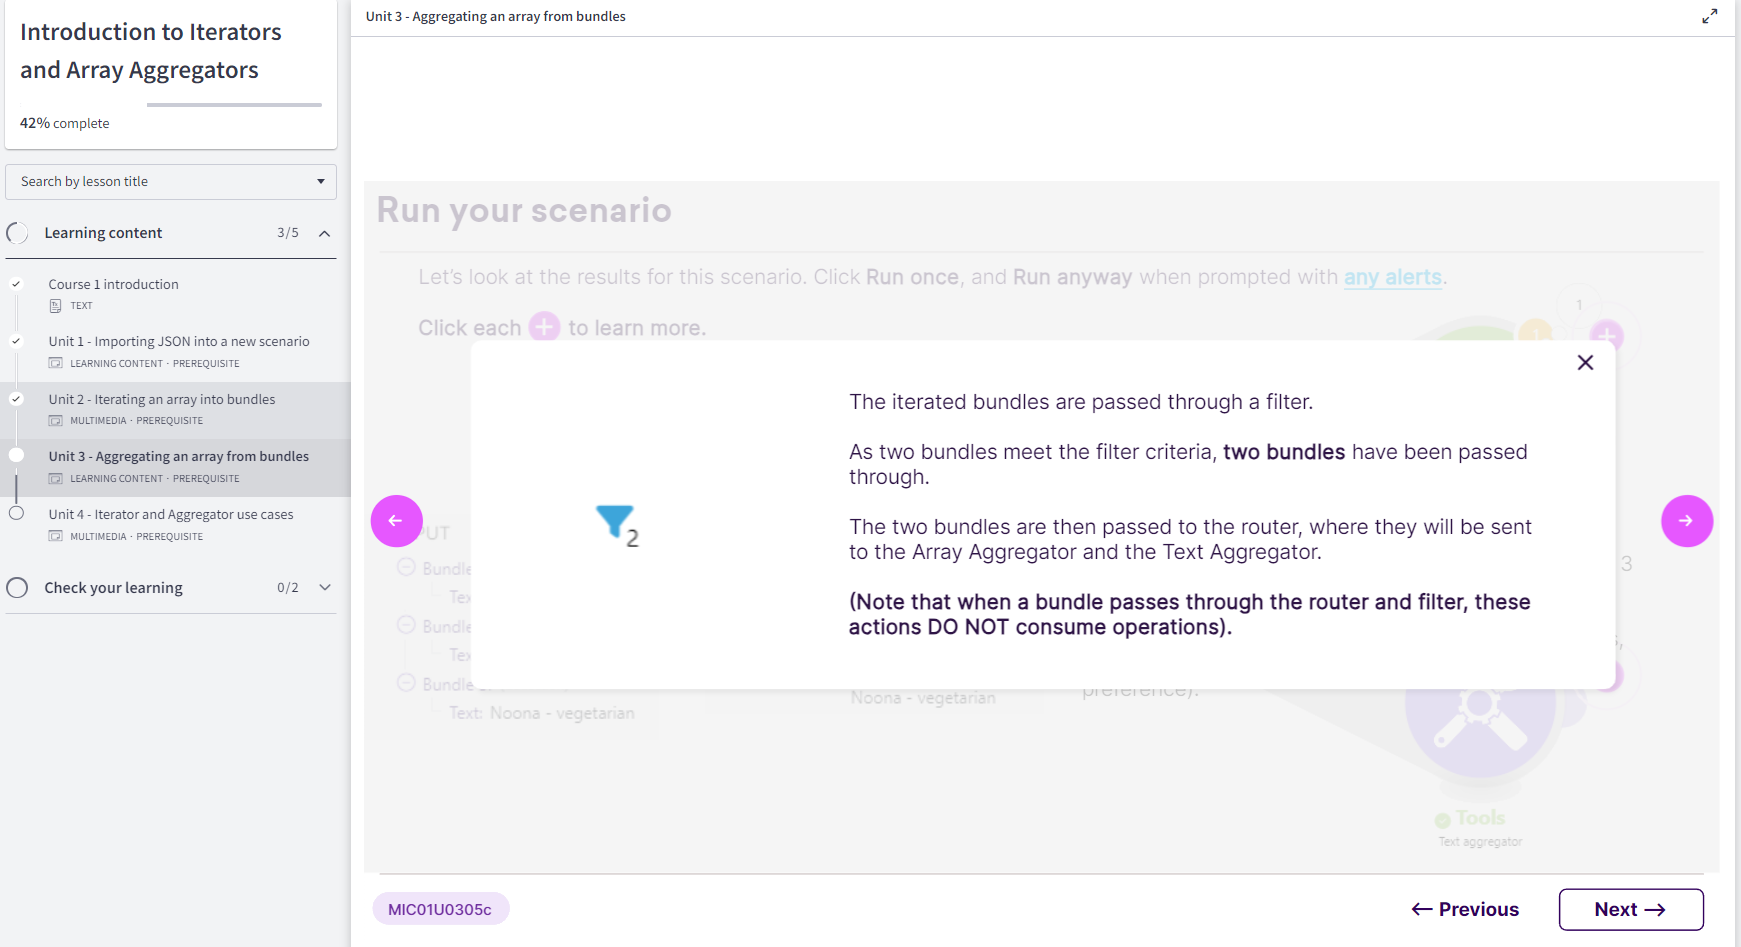 Introduction to Iterators
and Array Aggregators
42% complete
Search by lesson title
Learning content 3/5
Course 1 introduction
TEXT
Unit 1 - Importing JSON into a new scenario
LEARNING CONTENT · PREREQUISITE
Unit 2 - Iterating an array into bundles
MULTIMEDIA · PREREQUISITE
Unit 3 - Aggregating an array from bundles
LEARNING CONTENT · PREREQUISITE
Unit 4 - Iterator and Aggregator use cases
MULTIMEDIA · PREREQUISITE
Check your learning 0/2
Unit 3 - Aggregating an array from bundles
Run your scenario
Let's look at the results for this scenario. Click Run once, and Run anyway when prompted with any alerts.
Click each + to learn more.
1
1
The iterated bundles are passed through a filter.
As two bundles meet the filter criteria, two bundles have been passed
through.
The two bundles are then passed to the router, where they will be sent
to the Array Aggregator and the Text Aggregator.
(Note that when a bundle passes through the router and filter, these
actions DO NOT consume operations).
2
3
Bundle
Bundle
Bundle
Text: Noona - vegetarian
Noona - vegetarian
preference).
Tools
Text aggregator
MIC01U0305c
← Previous
Next →